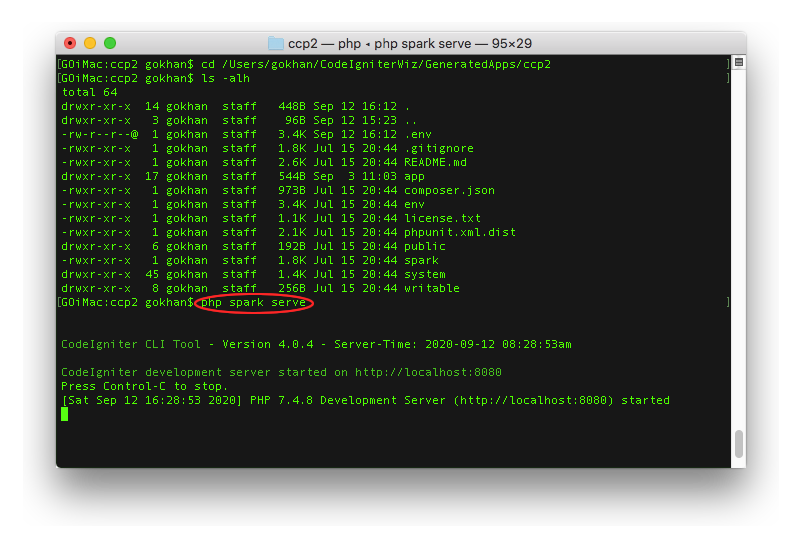 ccp2 — php ◂ php spark serve — 95×29
[GOiMac:ccp2 gokhan$ cd /Users/gokhan/CodeIgniterWiz/GeneratedApps/ccp2 ]
[GOiMac:ccp2 gokhan$ ls -alh ]
total 64
drwxr-xr-x 14 gokhan staff 448B Sep 12 16:12 .
drwxr-xr-x 3 gokhan staff 96B Sep 12 15:23 ..
-rw-r--r--@ 1 gokhan staff 3.4K Sep 12 16:12 .env
-rwxr-xr-x 1 gokhan staff 1.8K Jul 15 20:44 .gitignore
-rwxr-xr-x 1 gokhan staff 2.6K Jul 15 20:44 README.md
drwxr-xr-x 17 gokhan staff 544B Sep 3 11:03 app
-rwxr-xr-x 1 gokhan staff 973B Jul 15 20:44 composer.json
-rwxr-xr-x 1 gokhan staff 3.4K Jul 15 20:44 env
-rwxr-xr-x 1 gokhan staff 1.1K Jul 15 20:44 license.txt
-rwxr-xr-x 1 gokhan staff 2.1K Jul 15 20:44 phpunit.xml.dist
drwxr-xr-x 6 gokhan staff 192B Jul 15 20:44 public
-rwxr-xr-x 1 gokhan staff 1.8K Jul 15 20:44 spark
drwxr-xr-x 45 gokhan staff 1.4K Jul 15 20:44 system
drwxr-xr-x 8 gokhan staff 256B Jul 15 20:44 writable
[GOiMac:ccp2 gokhan$ php spark serve ]
CodeIgniter CLI Tool - Version 4.0.4 - Server-Time: 2020-09-12 08:28:53am
CodeIgniter development server started on http://localhost:8080
Press Control-C to stop.
[Sat Sep 12 16:28:53 2020] PHP 7.4.8 Development Server (http://localhost:8080) started